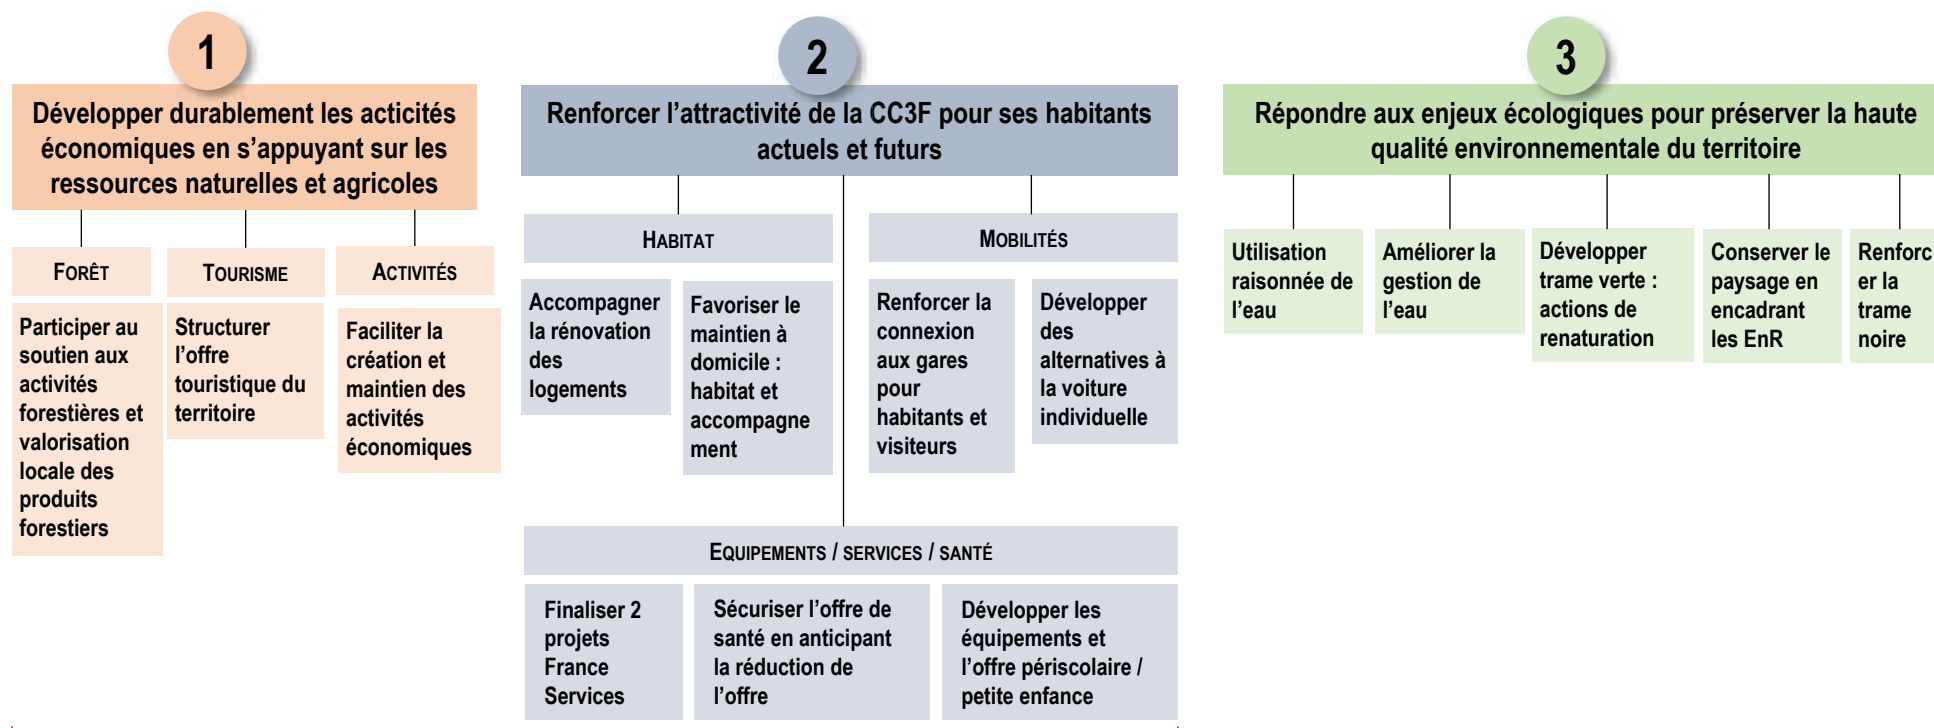 1
Développer durablement les acticités
économiques en s’appuyant sur les
ressources naturelles et agricoles
FORÊT
Participer au
soutien aux
activités
forestières et
valorisation
locale des
produits
forestiers
TOURISME
Structurer
l’offre
touristique du
territoire
ACTIVITÉS
Faciliter la
création et
maintien des
activités
économiques
2
Renforcer l’attractivité de la CC3F pour ses habitants
actuels et futurs
HABITAT
Accompagner
la rénovation
des
logements
Favoriser le
maintien à
domicile :
habitat et
accompagne
ment
MOBILITÉS
Renforcer la
connexion
aux gares
pour
habitants et
visiteurs
Développer
des
alternatives à
la voiture
individuelle
EQUIPEMENTS / SERVICES / SANTÉ
Finaliser 2
projets
France
Services
Sécuriser l’offre de
santé en anticipant
la réduction de
l’offre
Développer les
équipements et
l’offre périscolaire /
petite enfance
3
Répondre aux enjeux écologiques pour préserver la haute
qualité environnementale du territoire
Utilisation
raisonnée de
l’eau
Améliorer la
gestion de
l’eau
Développer
trame verte :
actions de
renaturation
Conserver le
paysage en
encadrant
les EnR
Renforc
er la
trame
noire